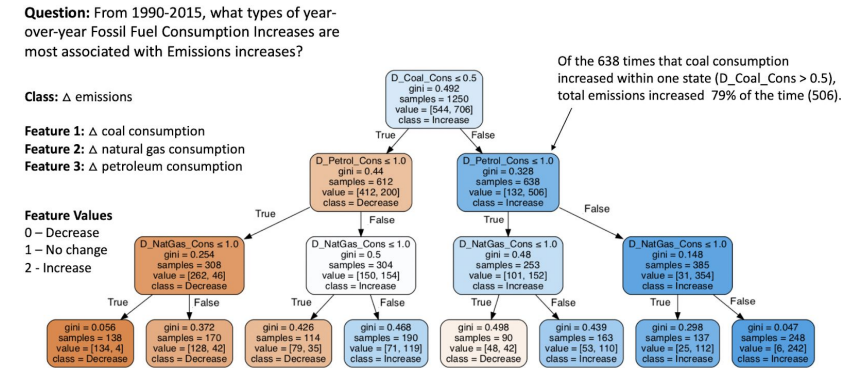 Question: From 1990-2015, what types of year-
over-year Fossil Fuel Consumption Increases are
most associated with Emissions increases?
Of the 638 times that coal consumption
increased within one state (D_Coal_Cons > 0.5),
total emissions increased 79% of the time (506).
Class: Δ emissions
Feature 1: Δ coal consumption
Feature 2: Δ natural gas consumption
Feature 3: Δ petroleum consumption
Feature Values
0 – Decrease
1 – No change
2 - Increase
D_Coal_Cons ≤ 0.5
gini = 0.492
samples = 1250
value = [544, 706]
class = Increase
True
False
D_Petrol_Cons ≤ 1.0
gini = 0.44
samples = 612
value = [412, 200]
class = Decrease
D_Petrol_Cons ≤ 1.0
gini = 0.328
samples = 638
value = [132, 506]
class = Increase
True
False
True
False
D_NatGas_Cons ≤ 1.0
gini = 0.254
samples = 308
value = [262, 46]
class = Decrease
D_NatGas_Cons ≤ 1.0
gini = 0.5
samples = 304
value = [150, 154]
class = Increase
D_NatGas_Cons ≤ 1.0
gini = 0.48
samples = 253
value = [101, 152]
class = Increase
D_NatGas_Cons ≤ 1.0
gini = 0.148
samples = 385
value = [31, 354]
class = Increase
True
False
True
False
True
False
True
False
gini = 0.056
samples = 138
value = [134, 4]
class = Decrease
gini = 0.372
samples = 170
value = [128, 42]
class = Decrease
gini = 0.426
samples = 114
value = [79, 35]
class = Decrease
gini = 0.468
samples = 190
value = [71, 119]
class = Increase
gini = 0.498
samples = 90
value = [48, 42]
class = Decrease
gini = 0.439
samples = 163
value = [53, 110]
class = Increase
gini = 0.298
samples = 137
value = [25, 112]
class = Increase
gini = 0.047
samples = 248
value = [6, 242]
class = Increase